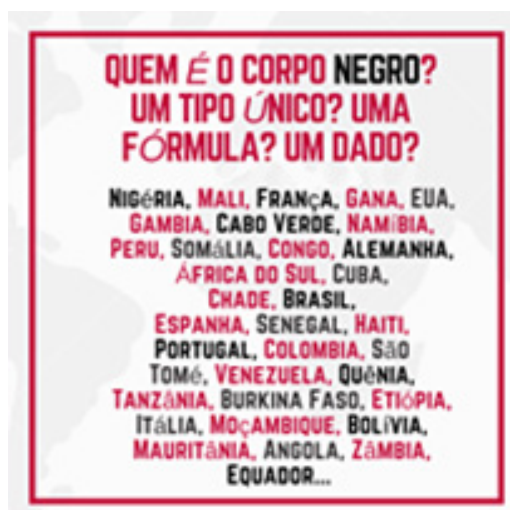 QUEM É O CORPO NEGRO?
UM TIPO ÚNICO? UMA
FÓRMULA? UM DADO?
NIGéRIA, MALI, FRANçA, GANA, EUA,
GAMBIA, CABO VERDE, NAMíBIA,
PERU, SOMáLIA, CONGO, ALEMANHA,
ÁFRICA DO SUL, CUBA,
CHADE, BRASIL,
ESPANHA, SENEGAL, HAITI,
PORTUGAL, COLOMBIA, SãO
TOMé, VENEZUELA, QUêNIA,
TANZâNIA, BURKINA FASO, ETIóPIA,
ITáLIA, MOçAMBIQUE, BOLíVIA,
MAURITâNIA, ANGOLA, ZâMBIA,
EQUADOR...